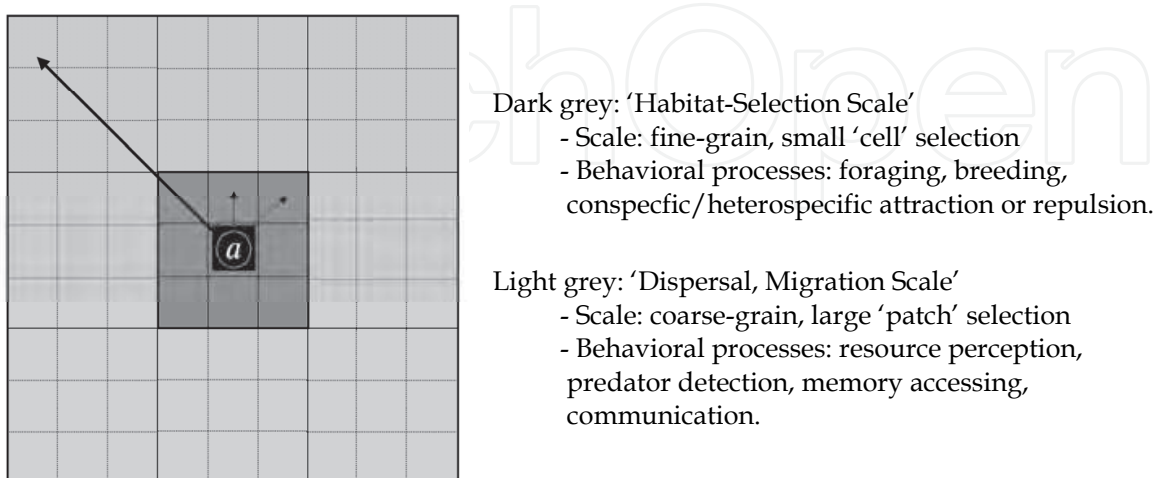 chOpen
a
Dark grey: ‘Habitat-Selection Scale’
- Scale: fine-grain, small ‘cell’ selection
- Behavioral processes: foraging, breeding,
conspecfic/heterospecific attraction or repulsion.
Light grey: ‘Dispersal, Migration Scale’
- Scale: coarse-grain, large ‘patch’ selection
- Behavioral processes: resource perception,
predator detection, memory accessing,
communication.